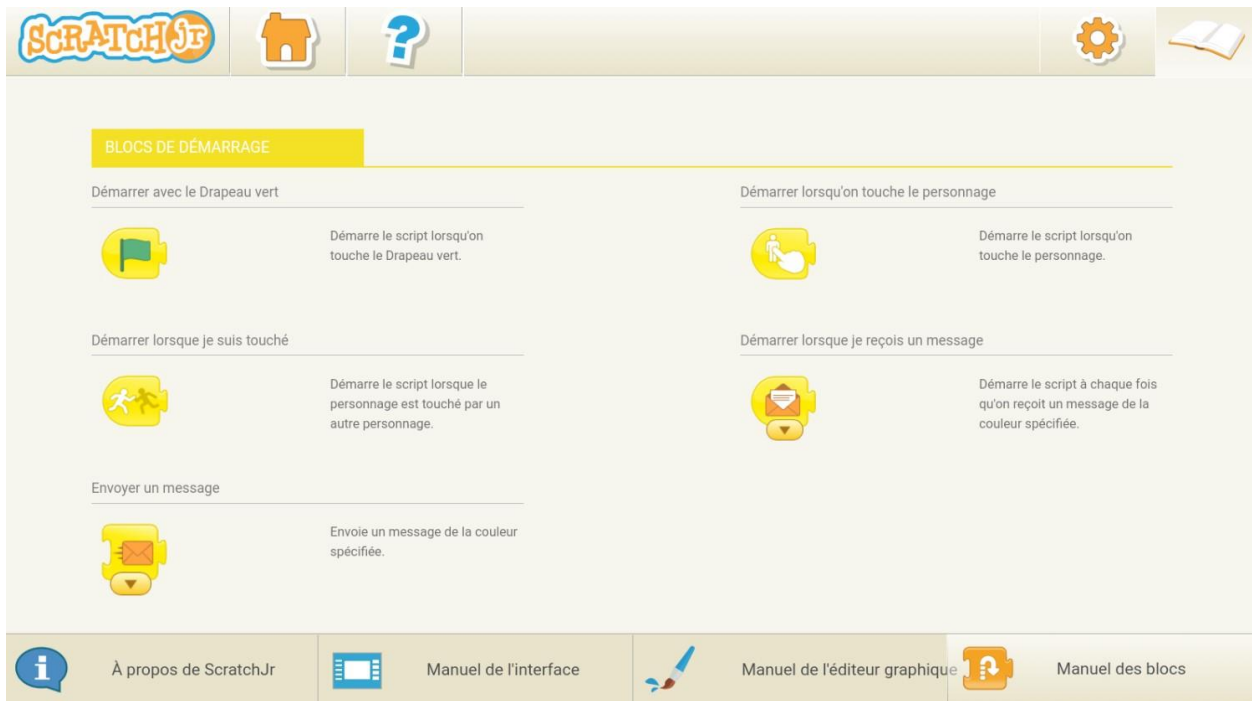 SCRATCHJr
?
BLOCS DE DÉMARRAGE
Démarrer avec le Drapeau vert
Démarre le script lorsqu'on
touche le Drapeau vert.
Démarrer lorsqu'on touche le personnage
Démarre le script lorsqu'on
touche le personnage.
Démarrer lorsque je suis touché
Démarre le script lorsque le
personnage est touché par un
autre personnage.
Démarrer lorsque je reçois un message
Démarre le script à chaque fois
qu'on reçoit un message de la
couleur spécifiée.
Envoyer un message
Envoie un message de la couleur
spécifiée.
i
À propos de ScratchJr
Manuel de l'interface
Manuel de l'éditeur graphique
Manuel des blocs